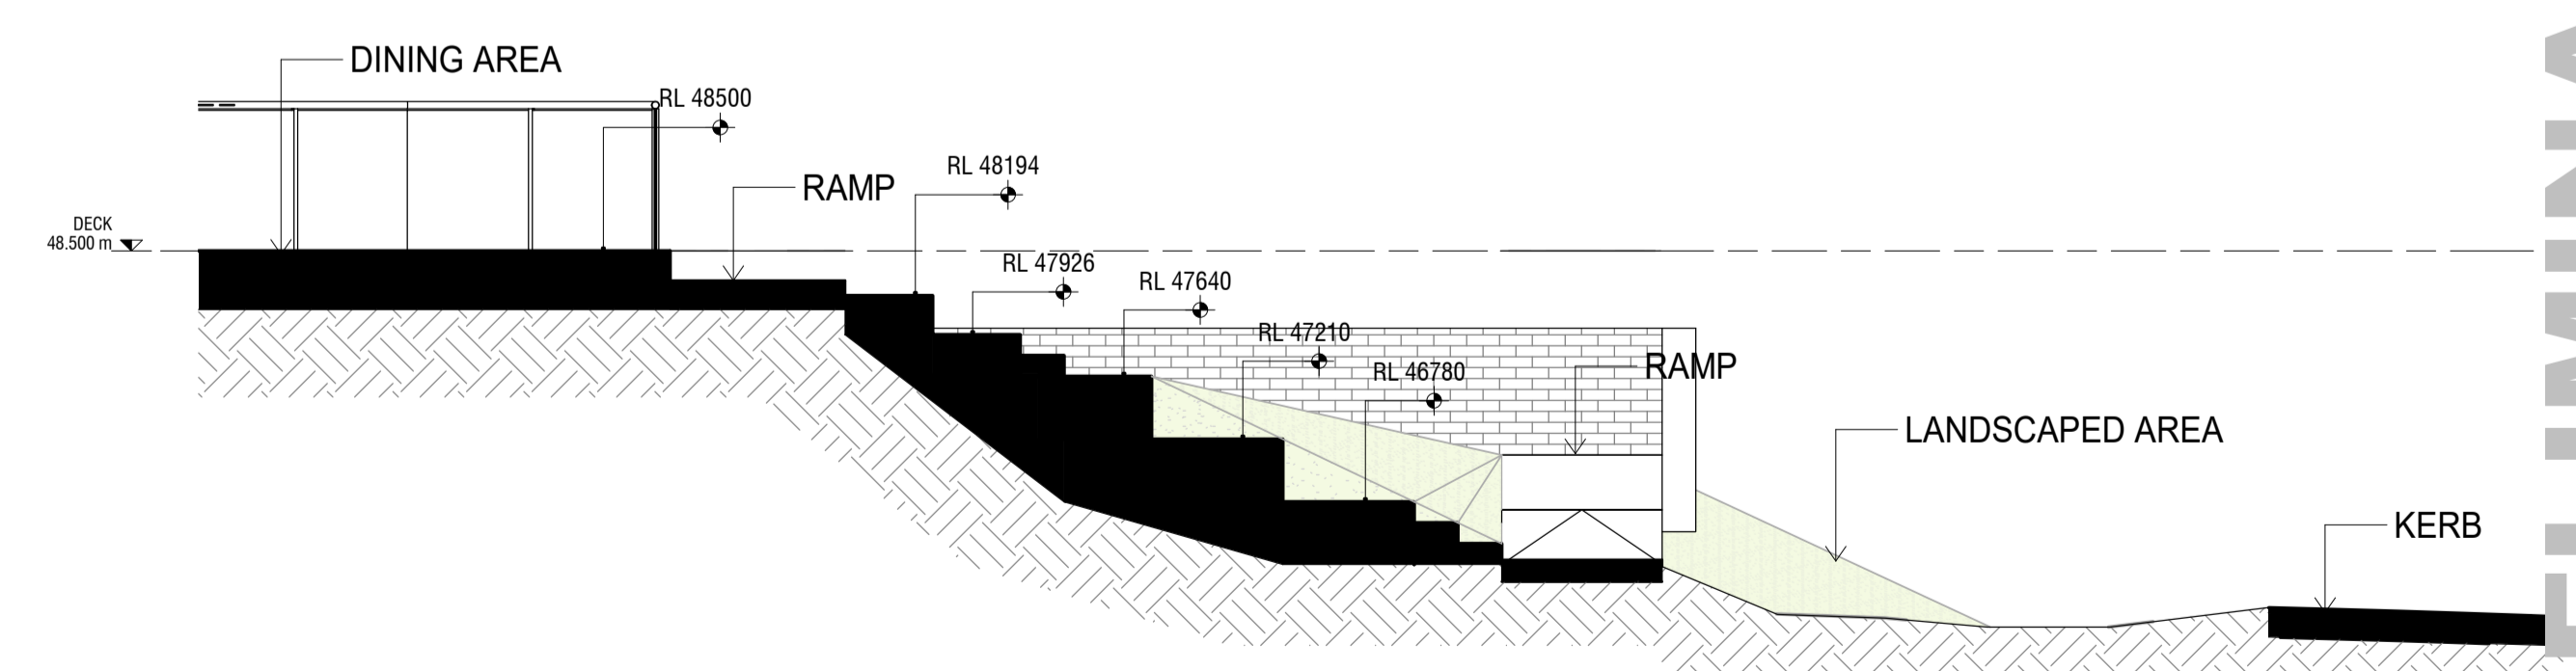 DINING AREA
RL 48500
RL 48194
RAMP
DECK
48.500 m
RL 47926
RL 47640
RL 47210
RL 46780
RAMP
LANDSCAPED AREA
KERB